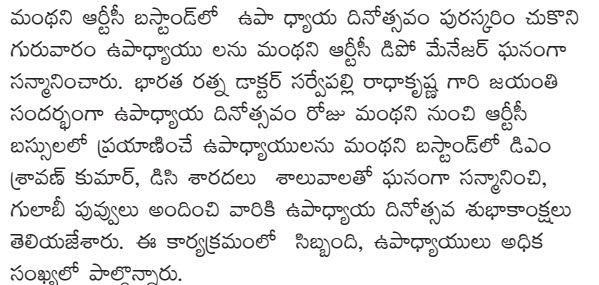 మంథని ఆర్టీసీ బస్టాండ్‌లో ఉపా ధ్యాయ దినోత్సవం పురస్కరిం చుకొని
గురువారం ఉపాధ్యాయు లను మంథని ఆర్టీసీ డిపో మేనేజర్ ఘనంగా
సన్మానించారు. భారత రత్న డాక్టర్ సర్వేపల్లి రాధాకృష్ణ గారి జయంతి
సందర్భంగా ఉపాధ్యాయ దినోత్సవం రోజు మంథని నుంచి ఆర్టీసీ
బస్సులలో ప్రయాణించే ఉపాధ్యాయులను మంథని బస్టాండ్‌లో డిఎం
శ్రావణ్ కుమార్, డిసి శారదలు శాలువాలతో ఘనంగా సన్మానించి,
గులాబీ పువ్వులు అందించి వారికి ఉపాధ్యాయ దినోత్సవ శుభాకాంక్షలు
తెలియజేశారు. ఈ కార్యక్రమంలో సిబ్బంది, ఉపాధ్యాయులు అధిక
సంఖ్యలో పాల్గొన్నారు.